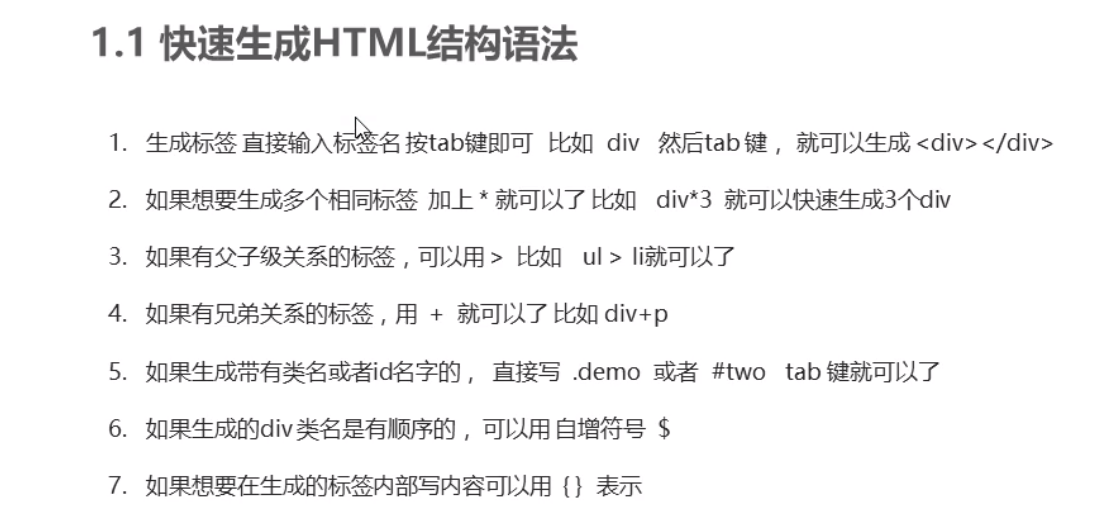 1.1 快速生成HTML结构语法
1. 生成标签 直接输入标签名 按tab键即可 比如 div 然后tab 键， 就可以生成 <div></div>
2. 如果想要生成多个相同标签 加上 * 就可以了 比如 div*3 就可以快速生成3个div
3. 如果有父子级关系的标签，可以用 > 比如 ul > li就可以了
4. 如果有兄弟关系的标签，用 + 就可以了 比如 div+p
5. 如果生成带有类名或者id名字的， 直接写 .demo 或者 #two tab 键就可以了
6. 如果生成的div 类名是有顺序的， 可以用 自增符号 $
7. 如果想要在生成的标签内部写内容可以用 { } 表示